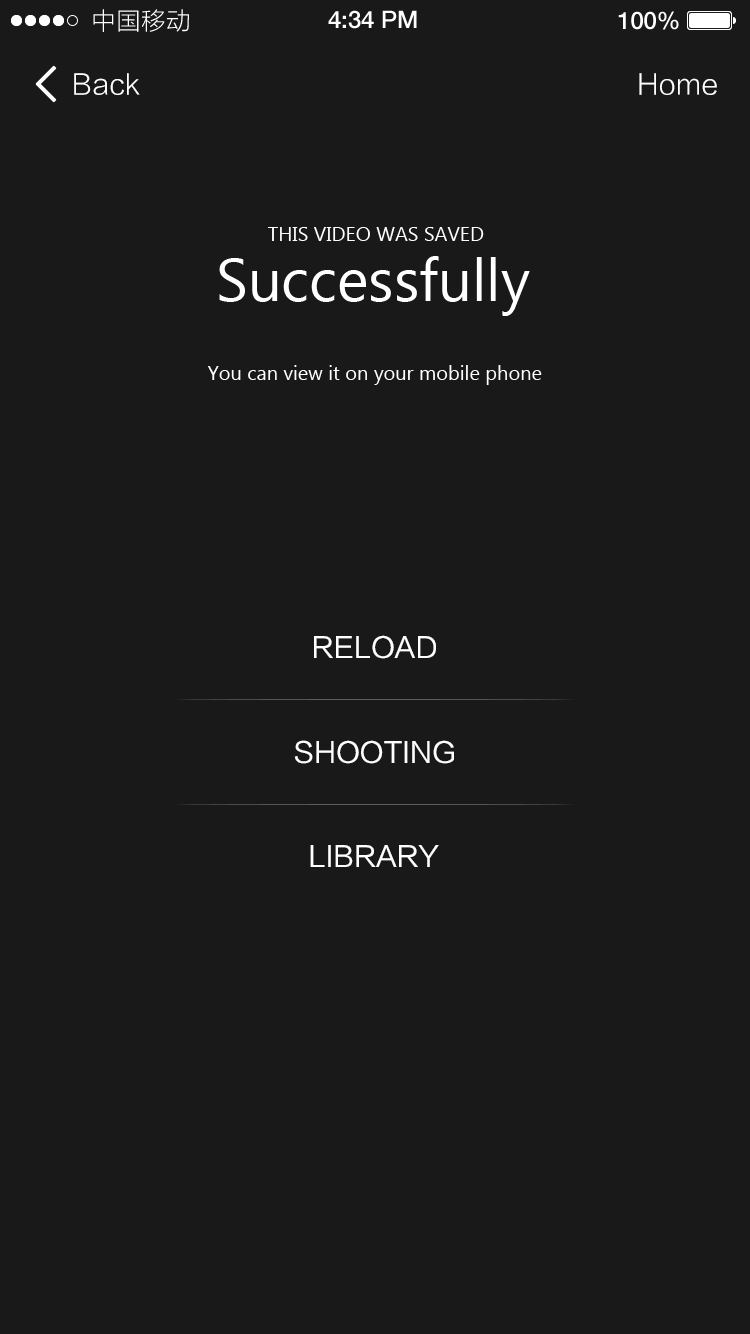 中国移动 4:34 PM 100%
Back Home
THIS VIDEO WAS SAVED
Successfully
You can view it on your mobile phone
RELOAD
SHOOTING
LIBRARY